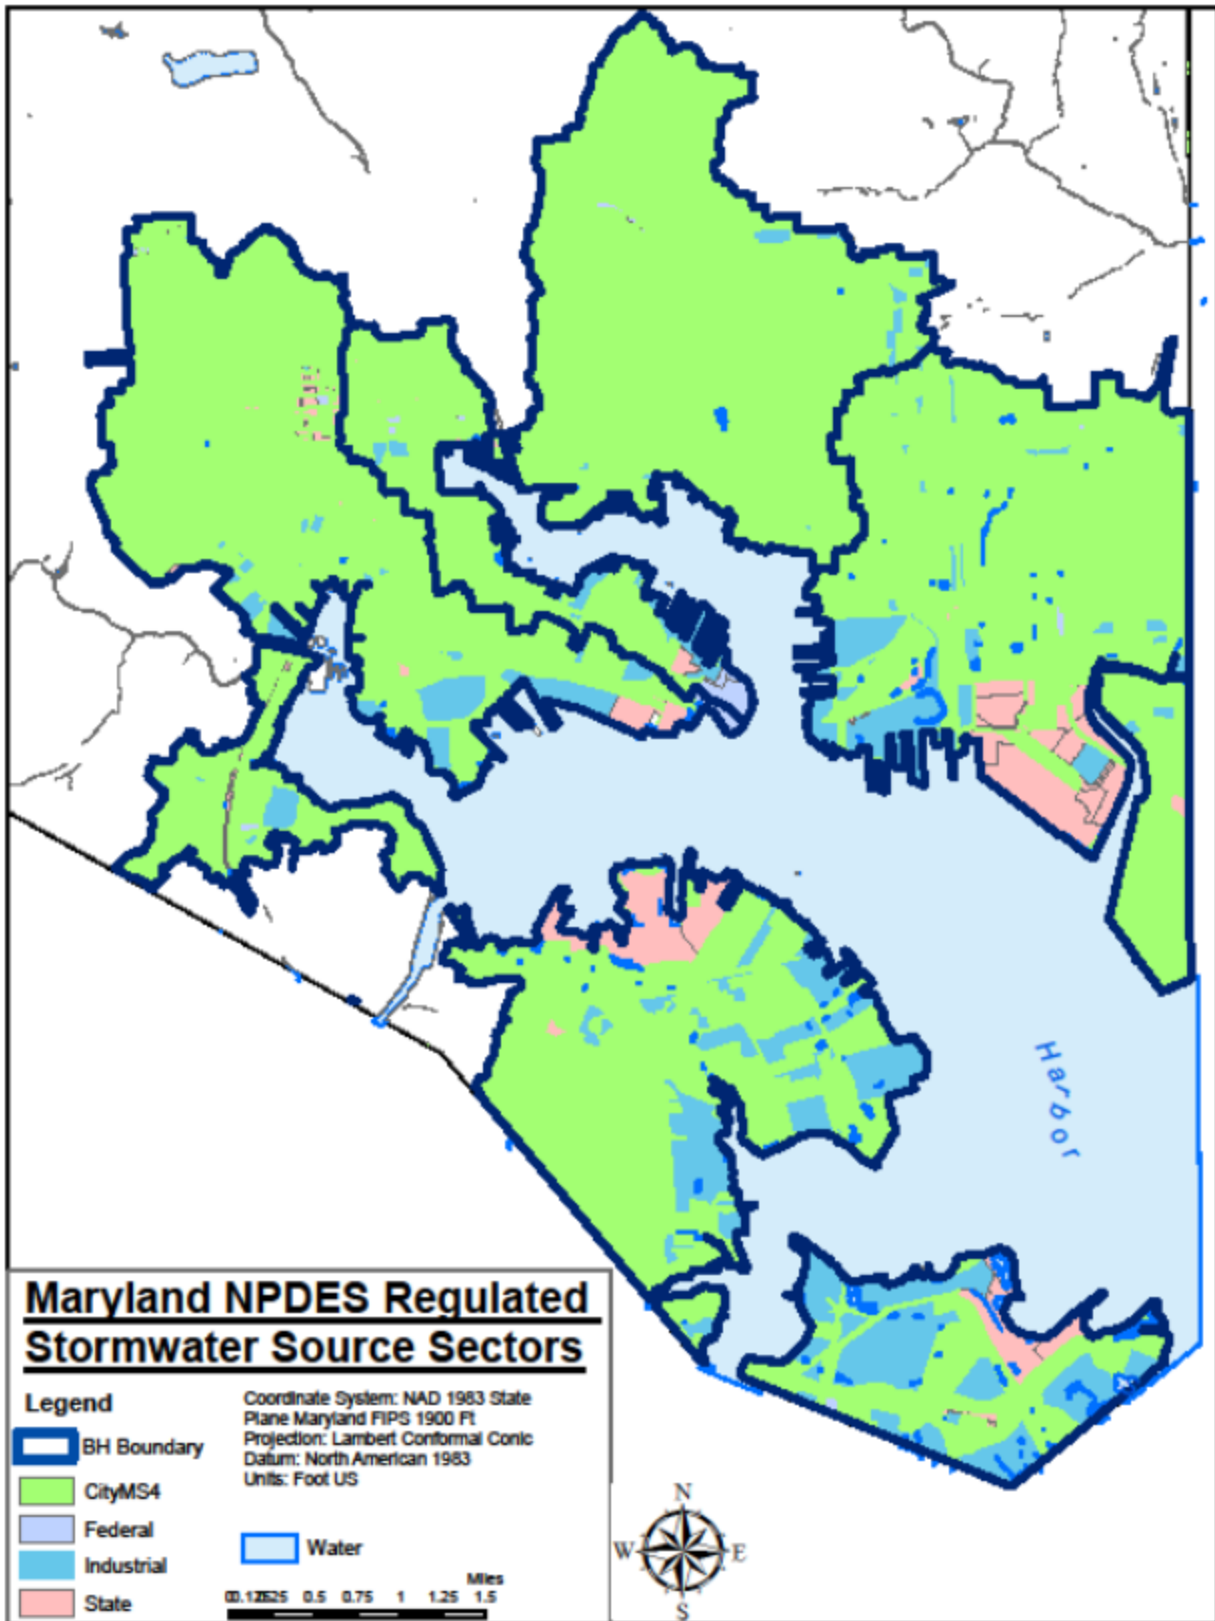 Harbor
Maryland NPDES Regulated
Stormwater Source Sectors
Legend
BH Boundary
CityMS4
Federal
Industrial
State
Coordinate System: NAD 1983 State
Plane Maryland FIPS 1900 Ft
Projection: Lambert Conformal Conic
Datum: North American 1983
Units: Foot US
Water
Miles
0.5 0.75 1 1.25 1.5
N
W E
S